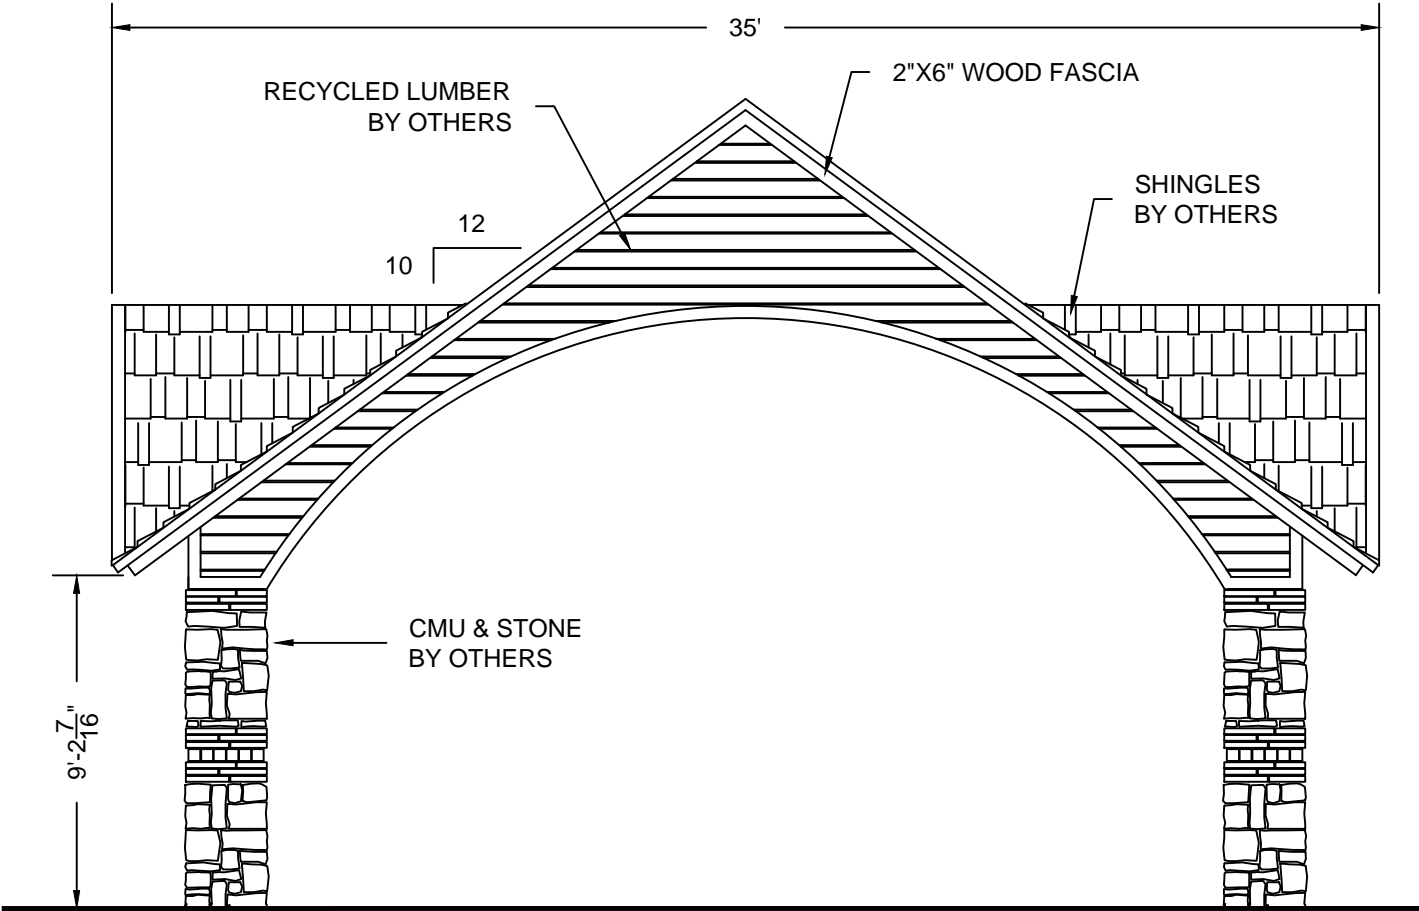 35'
2"X6" WOOD FASCIA
RECYCLED LUMBER
BY OTHERS
SHINGLES
BY OTHERS
12
10
CMU & STONE
BY OTHERS
9'-2 7/16"